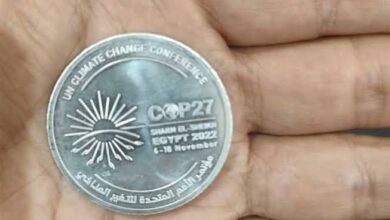 UN CLIMATE CHANGE CONFERENCE
COP27
SHARM EL-SHEIKH
EGYPT 2022
6-18 November
مؤتمر الأمم المتحدة للتغير المناخي